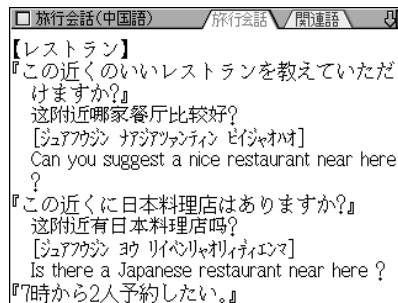 旅行会話(中国語) 旅行会話 関連語
【レストラン】
『この近くのいいレストランを教えていただ
けますか?』
这附近哪家餐厅比较好?
[ジュアフウジン ナアジアツァンティン ビイジャオハオ]
Can you suggest a nice restaurant near here
?
『この近くに日本料理店はありますか?』
这附近有日本料理店吗?
[ジュアフウジン ヨウ リイベンリャオリィディエンマ]
Is there a Japanese restaurant near here ?
『7時から2人予約したい。』